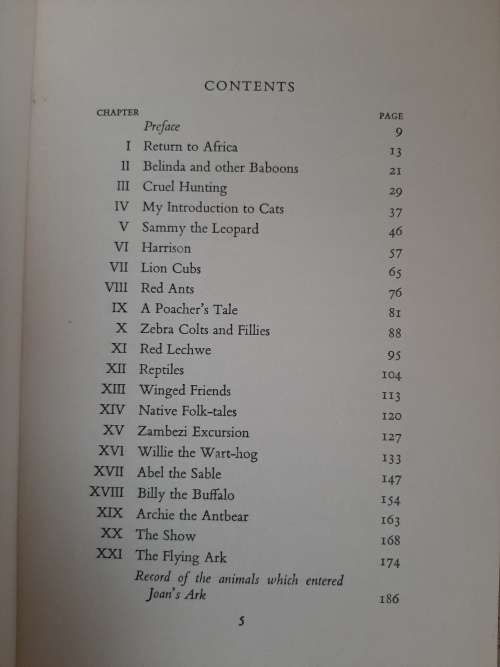 CONTENTS
CHAPTER PAGE
Preface 9
I Return to Africa 13
II Belinda and other Baboons 21
III Cruel Hunting 29
IV My Introduction to Cats 37
V Sammy the Leopard 46
VI Harrison 57
VII Lion Cubs 65
VIII Red Ants 76
IX A Poacher's Tale 81
X Zebra Colts and Fillies 88
XI Red Lechwe 95
XII Reptiles 104
XIII Winged Friends 113
XIV Native Folk-tales 120
XV Zambezi Excursion 127
XVI Willie the Wart-hog 133
XVII Abel the Sable 147
XVIII Billy the Buffalo 154
XIX Archie the Antbear 163
XX The Show 168
XXI The Flying Ark 174
Record of the animals which entered
Joan's Ark 186
5